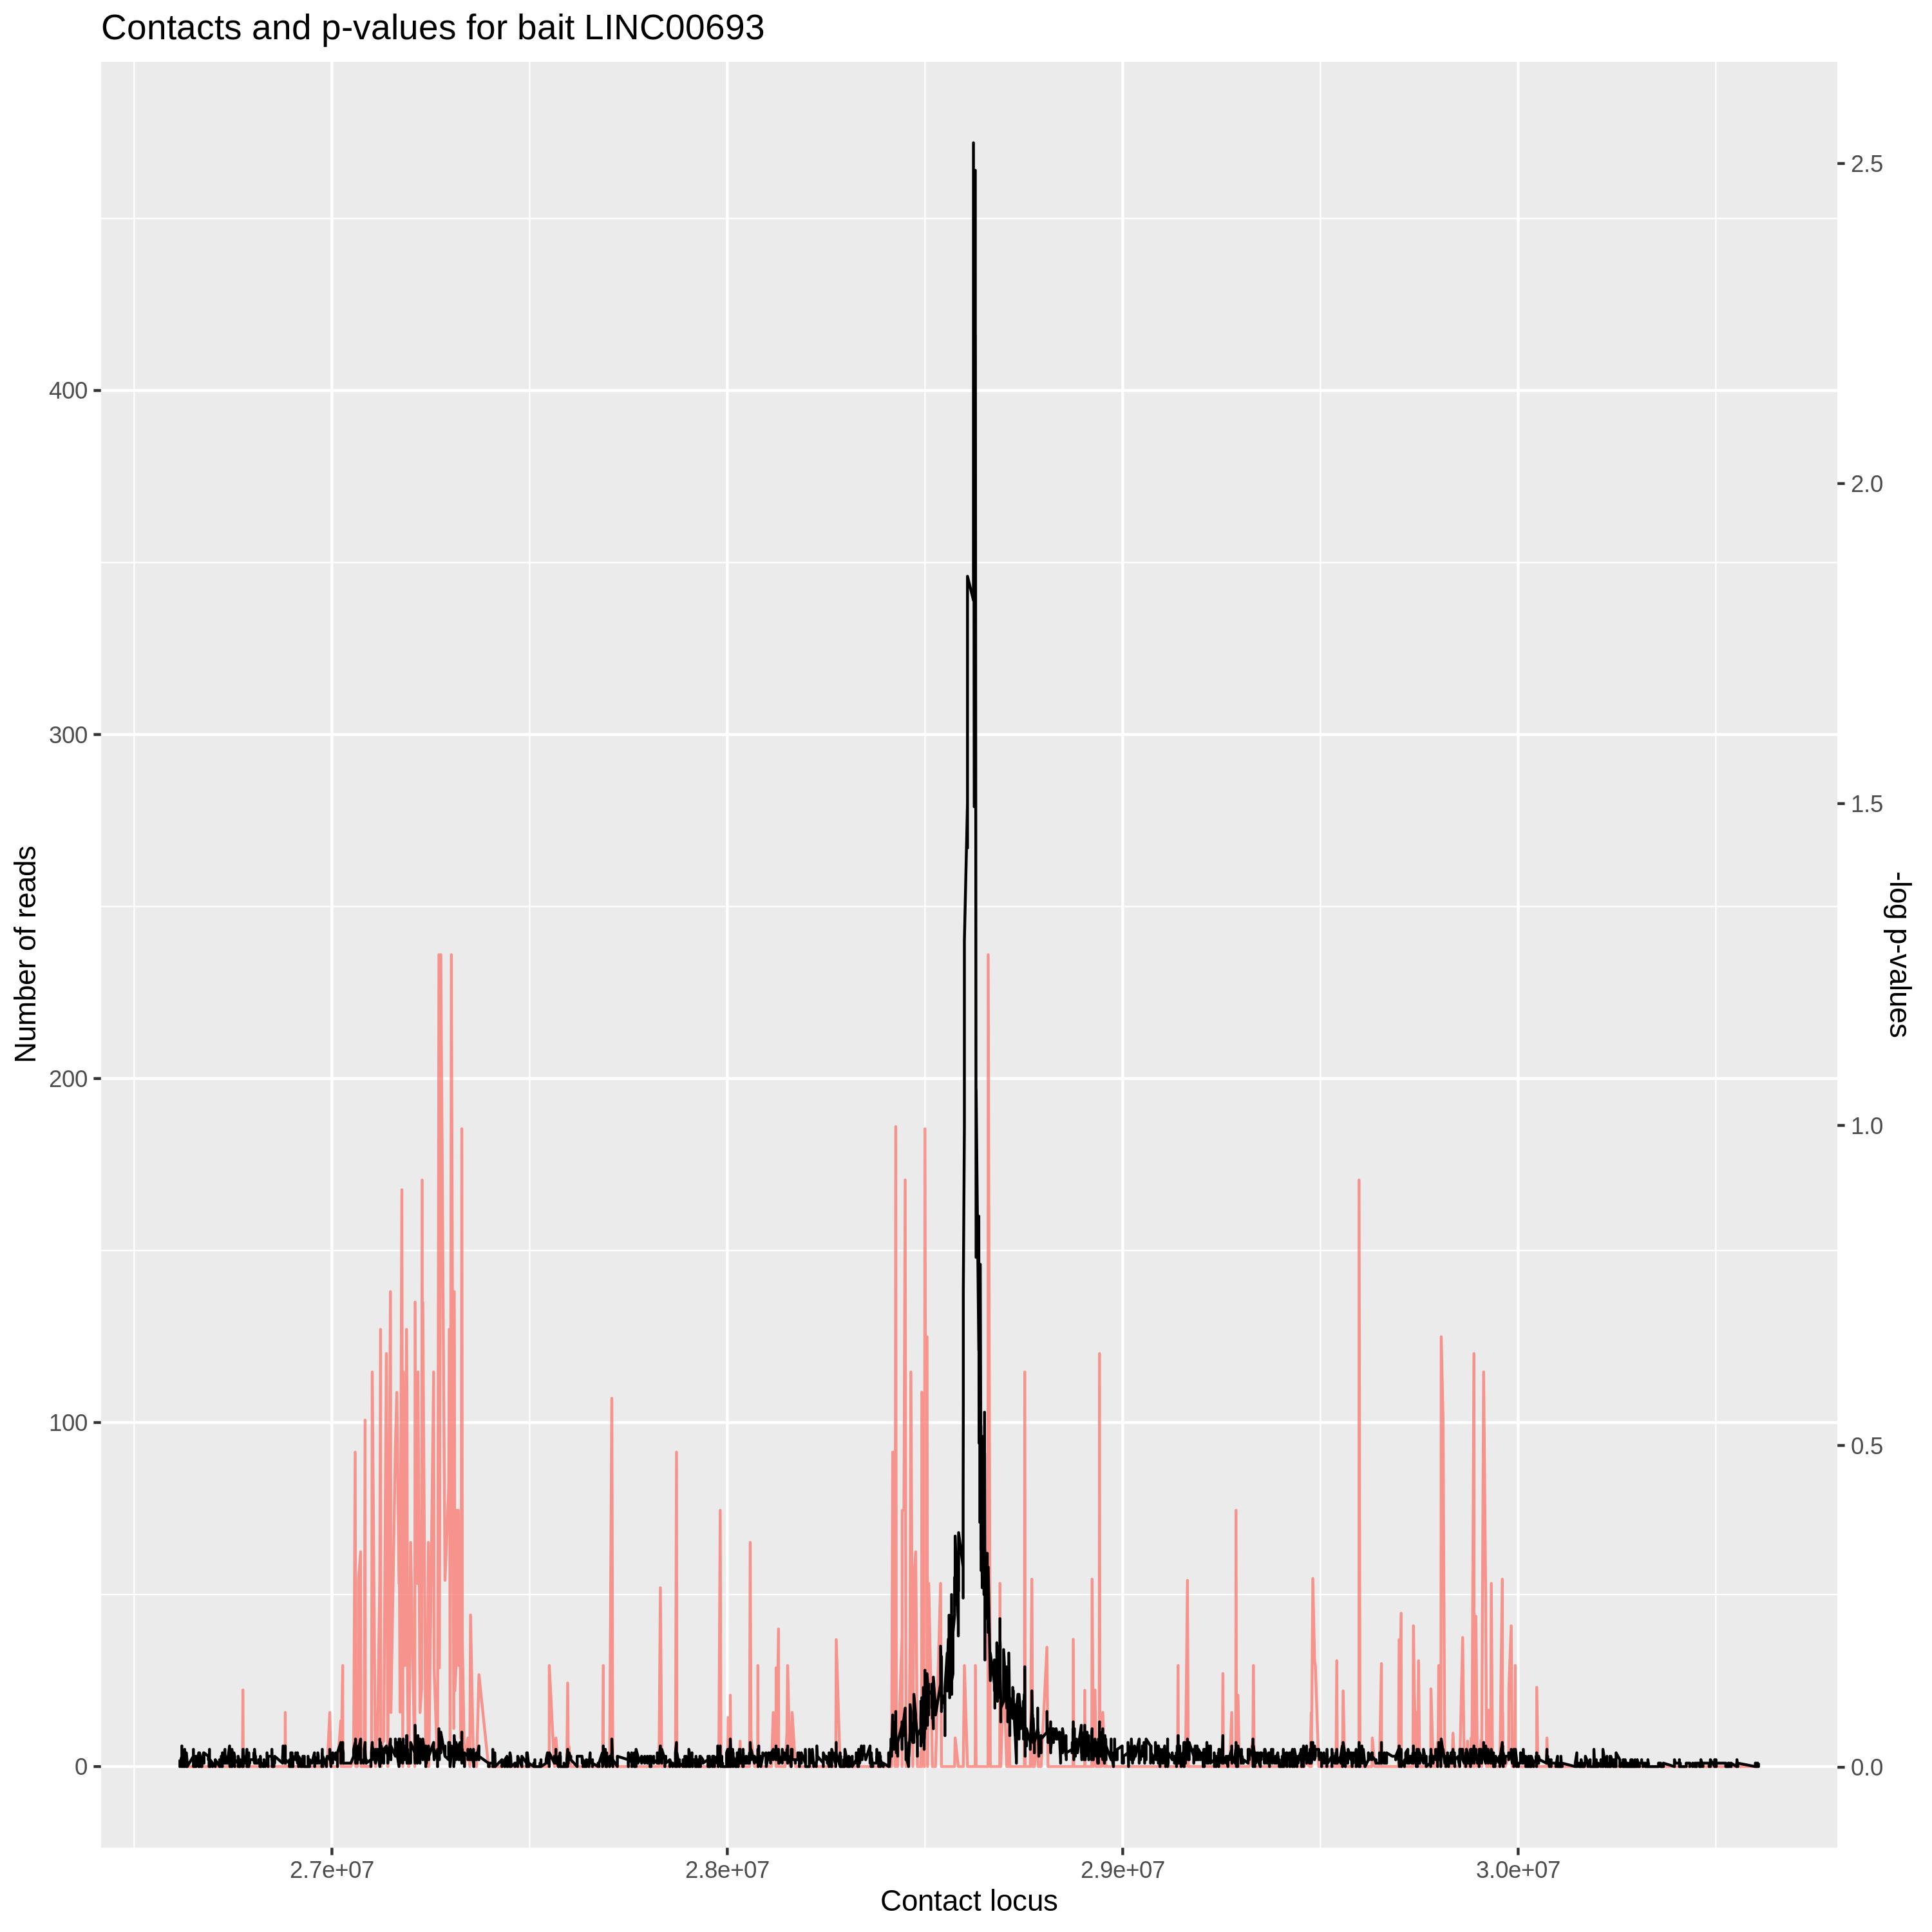 Contacts and p-values for bait LINC00693
Number of reads
400
300
200
100
0
2.5
2.0
1.5
1.0
0.5
0.0
-log p-values
2.7e+07
2.8e+07
2.9e+07
3.0e+07
Contact locus